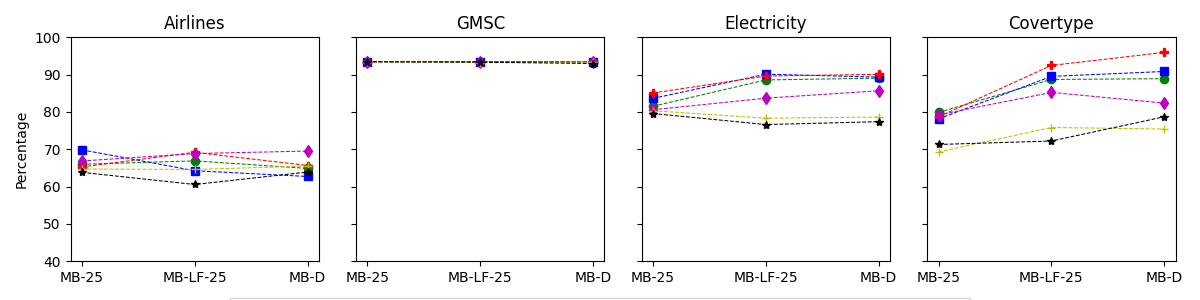 Airlines GMSC Electricity Covertype
100
90
80
70
60
50
40
Percentage
MB-25 MB-LF-25 MB-D MB-25 MB-LF-25 MB-D MB-25 MB-LF-25 MB-D MB-25 MB-LF-25 MB-D